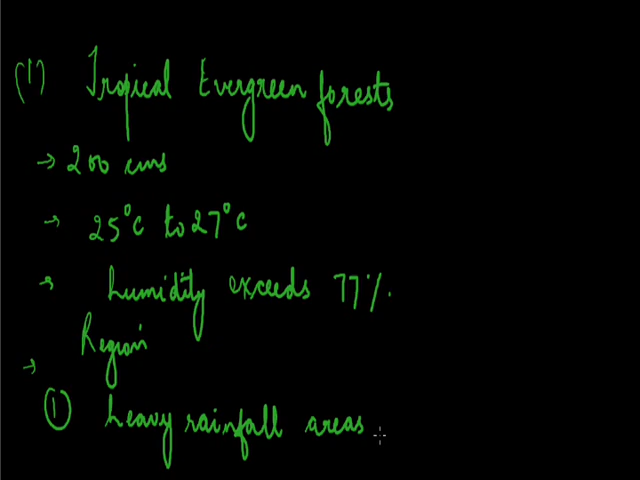 (1) Tropical Evergreen forests
→ 200 cms
→ 25°c to 27°c
→ humidity exceeds 77%.
→ Region
① heavy rainfall areas